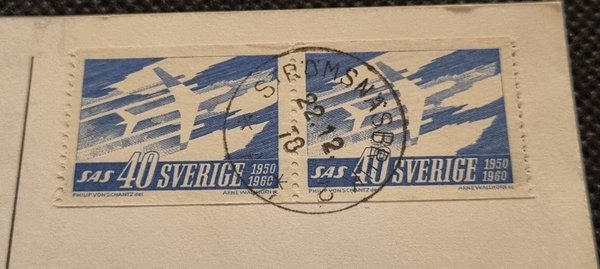 SAS 40 SVERIGE 1950 1960
PHILIP VON SCHANTZ del. ARNE WALLHORN sc.
SAS 40 SVERIGE 1950 1960
PHILIP VON SCHANTZ del. ARNE WALLHORN sc.
STRÖMSNÄSBRUK
22.12.
18